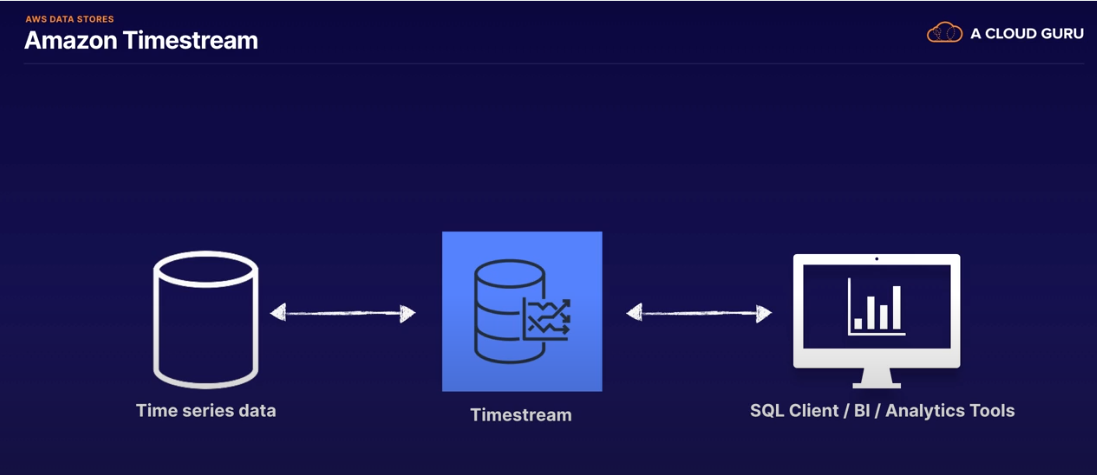 AWS DATA STORES
Amazon Timestream
A CLOUD GURU
Time series data
Timestream
SQL Client / BI / Analytics Tools